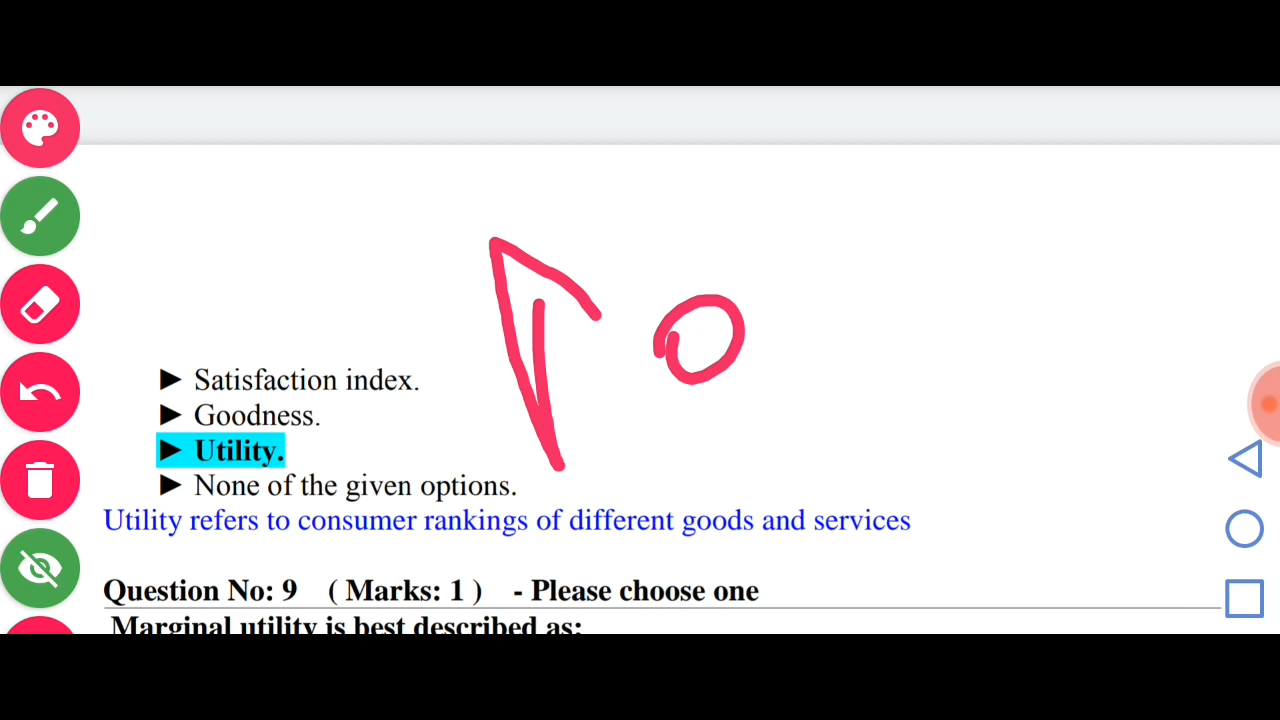 ► Satisfaction index.
► Goodness.
► Utility.
► None of the given options.
Utility refers to consumer rankings of different goods and services
Question No: 9 ( Marks: 1 ) - Please choose one
Marginal utility is best described as: